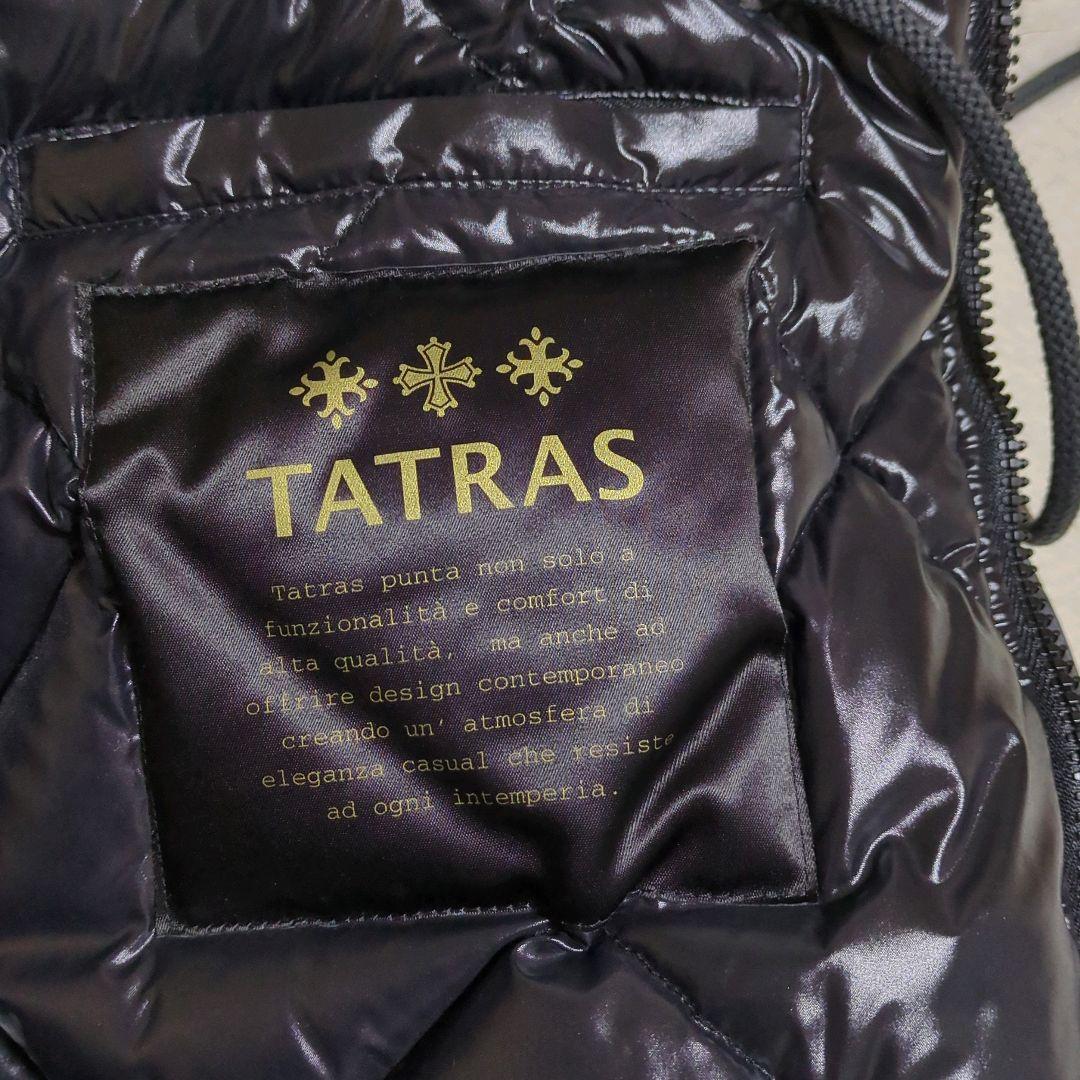 TATRAS
Tatras punta non solo a
funzionalità e comfort di
alta qualità, ma anche ad
offrire design contemporaneo
creando un' atmosfera di
eleganza casual che resiste
ad ogni intemperia.